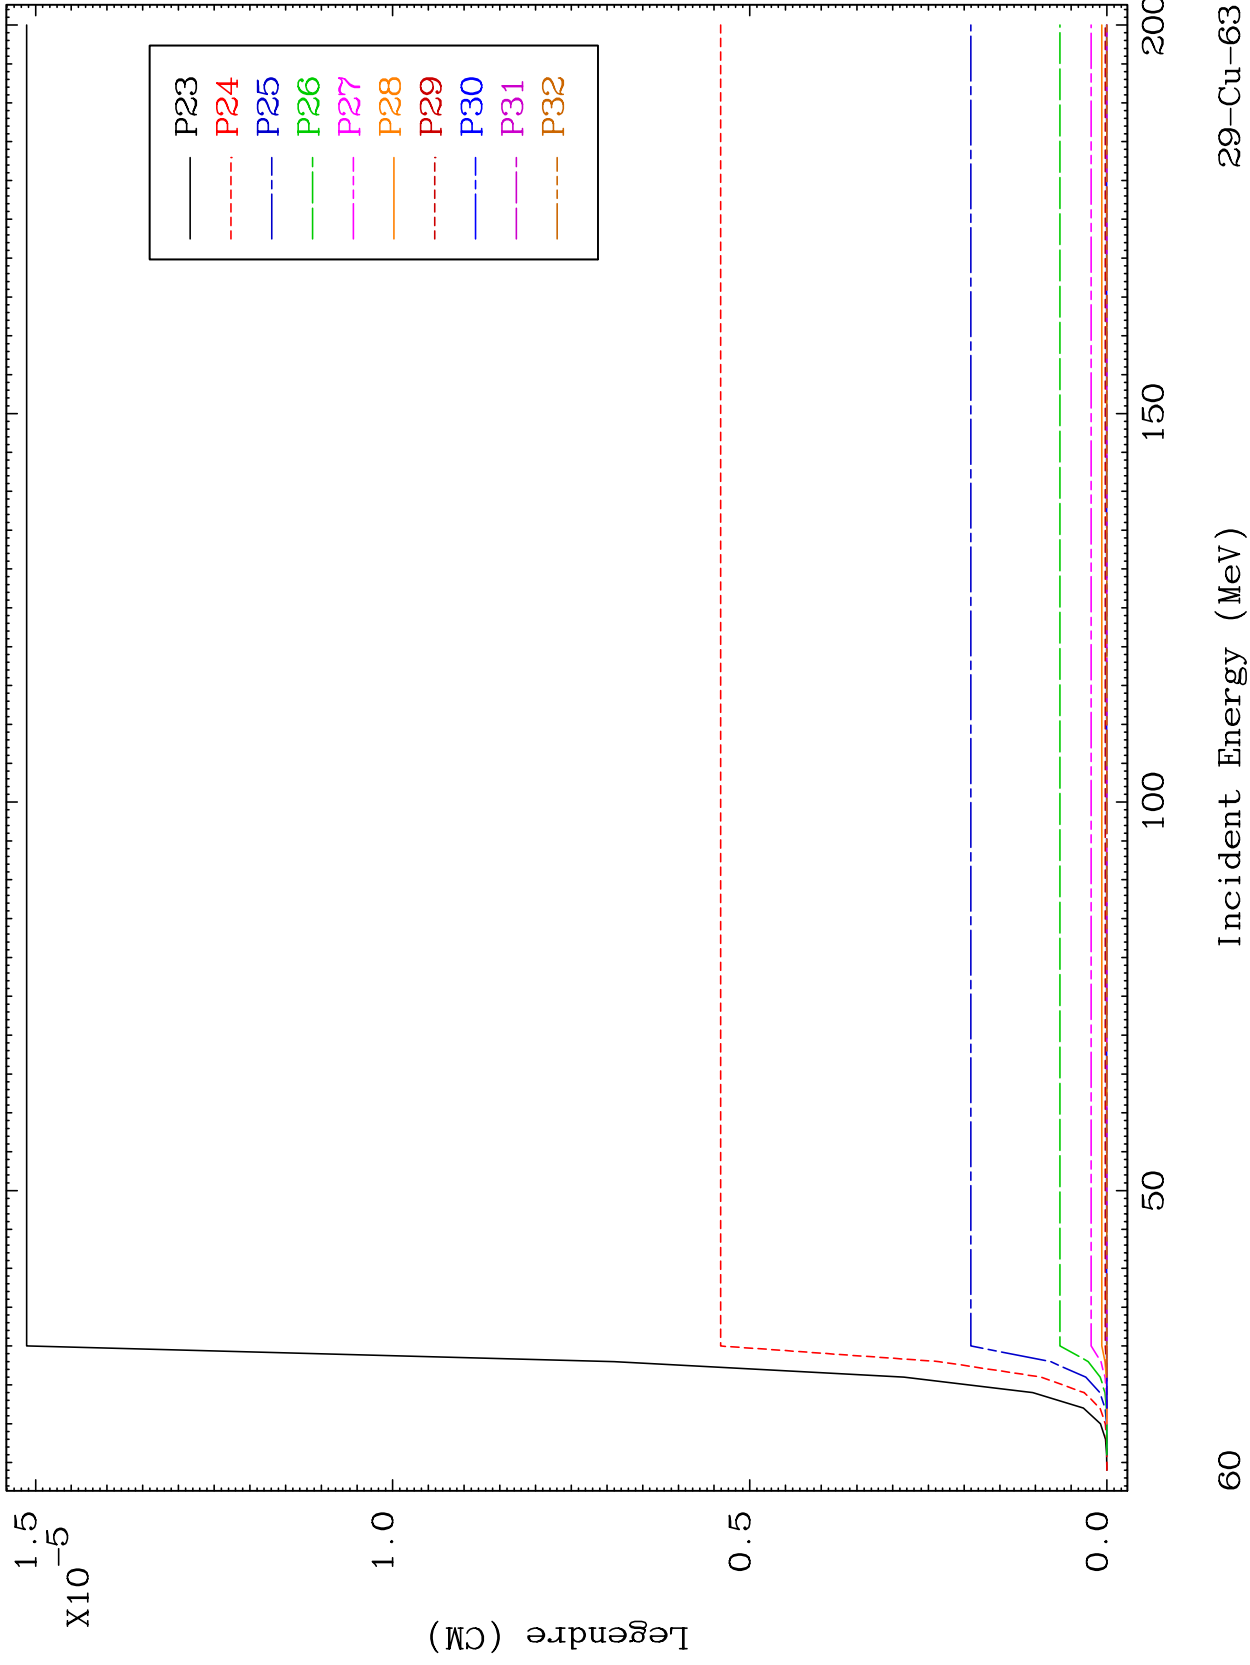 P23
P24
P25
P26
P27
P28
P29
P30
P31
P32
1.5
X10-5
1.0
0.5
0.0
Legendre (CM)
50
100
150
200
Incident Energy (MeV)
60
29-Cu-63